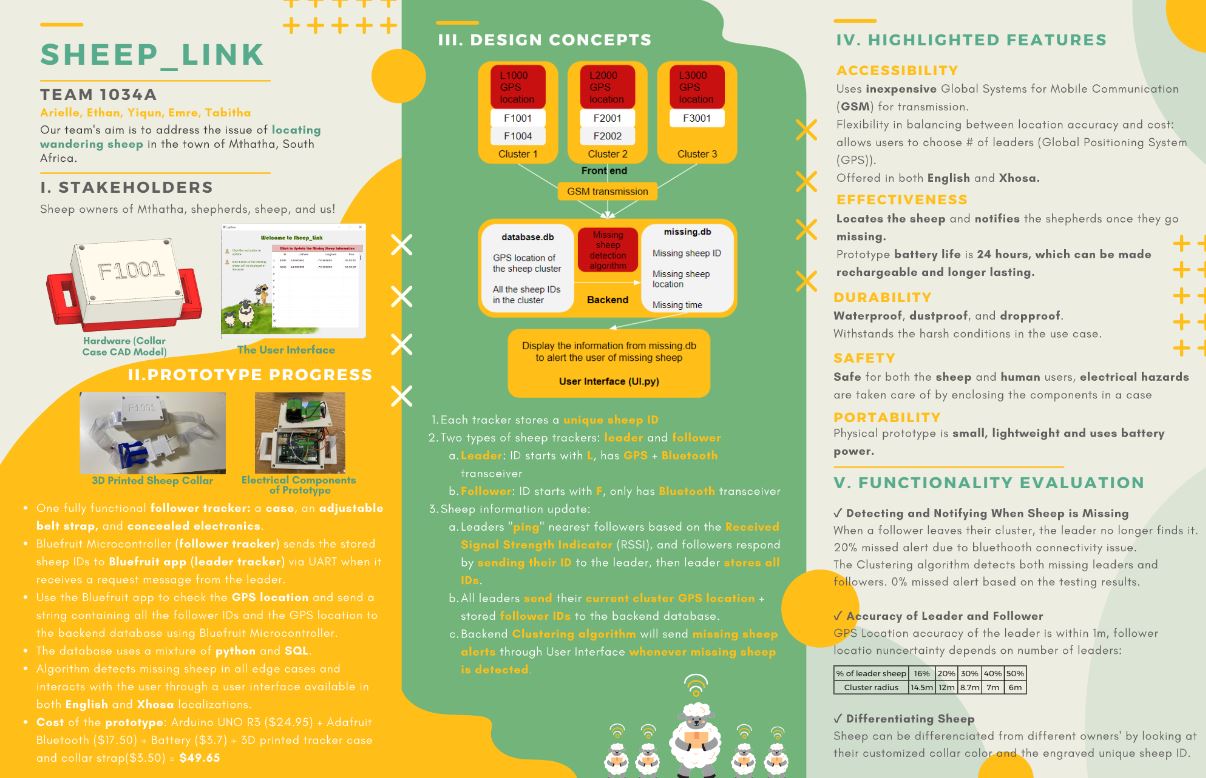 SHEEP_LINK
TEAM 1034A
Arielle, Ethan, Yiqun, Emre, Tabitha
Our team's aim is to address the issue of locating
wandering sheep in the town of Mthatha, South
Africa.
I. STAKEHOLDERS
Sheep owners of Mthatha, shepherds, sheep, and us!
F1001
Welcome to Sheep_link
Hardware (Collar
Case CAD Model)
The User Interface
II.PROTOTYPE PROGRESS
F1001
3D Printed Sheep Collar
Electrical Components
of Prototype
• One fully functional follower tracker: a case, an adjustable
belt strap, and concealed electronics.
• Bluefruit Microcontroller (follower tracker) sends the stored
sheep IDs to Bluefruit app (leader tracker) via UART when it
receives a request message from the leader.
• Use the Bluefruit app to check the GPS location and send a
string containing all the follower IDs and the GPS location to
the backend database using Bluefruit Microcontroller.
• The database uses a mixture of python and SQL.
• Algorithm detects missing sheep in all edge cases and
interacts with the user through a user interface available in
both English and Xhosa localizations.
• Cost of the prototype: Arduino UNO R3 ($24.95) + Adafruit
Bluetooth ($17.50) + Battery ($3.7) + 3D printed tracker case
and collar strap($3.50) = $49.65
III. DESIGN CONCEPTS
L1000
GPS
location
F1001
F1004
Cluster 1
L2000
GPS
location
F2001
F2002
Cluster 2
L3000
GPS
location
F3001
Cluster 3
Front end
GSM transmission
database.db
GPS location of
the sheep cluster
All the sheep IDs
in the cluster
Missing
sheep
detection
algorithm
Backend
missing.db
Missing sheep ID
Missing sheep
location
Missing time
Display the information from missing.db
to alert the user of missing sheep
User Interface (UI.py)
1. Each tracker stores a unique sheep ID
2. Two types of sheep trackers: leader and follower
a. Leader: ID starts with L, has GPS + Bluetooth
transceiver
b. Follower: ID starts with F, only has Bluetooth transceiver
3. Sheep information update:
a. Leaders "ping" nearest followers based on the Received
Signal Strength Indicator (RSSI), and followers respond
by sending their ID to the leader, then leader stores all
IDs.
b. All leaders send their current cluster GPS location +
stored follower IDs to the backend database.
c. Backend Clustering algorithm will send missing sheep
alerts through User Interface whenever missing sheep
is detected.
IV. HIGHLIGHTED FEATURES
ACCESSIBILITY
Uses inexpensive Global Systems for Mobile Communication
(GSM) for transmission.
Flexibility in balancing between location accuracy and cost:
allows users to choose # of leaders (Global Positioning System
(GPS)).
Offered in both English and Xhosa.
EFFECTIVENESS
Locates the sheep and notifies the shepherds once they go
missing.
Prototype battery life is 24 hours, which can be made
rechargeable and longer lasting.
DURABILITY
Waterproof, dustproof, and dropproof.
Withstands the harsh conditions in the use case.
SAFETY
Safe for both the sheep and human users, electrical hazards
are taken care of by enclosing the components in a case
PORTABILITY
Physical prototype is small, lightweight and uses battery
power.
V. FUNCTIONALITY EVALUATION
✓ Detecting and Notifying When Sheep is Missing
When a follower leaves their cluster, the leader no longer finds it.
20% missed alert due to bluethooth connectivity issue.
The Clustering algorithm detects both missing leaders and
followers. 0% missed alert based on the testing results.
✓ Accuracy of Leader and Follower
GPS Location accuracy of the leader is within 1m, follower
locatio nuncertainty depends on number of leaders:
% of leader sheep 16% 20% 30% 40% 50%
Cluster radius 14.5m 12m 8.7m 7m 6m
✓ Differentiating Sheep
Sheep can be differenciated from different owners' by looking at
their customized collar color and the engraved unique sheep ID.